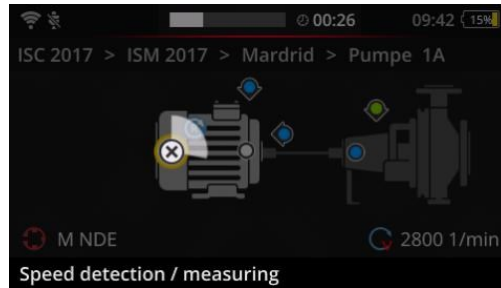 00:26 09:42 15%
ISC 2017 > ISM 2017 > Mardrid > Pumpe 1A
M NDE 2800 1/min
Speed detection / measuring